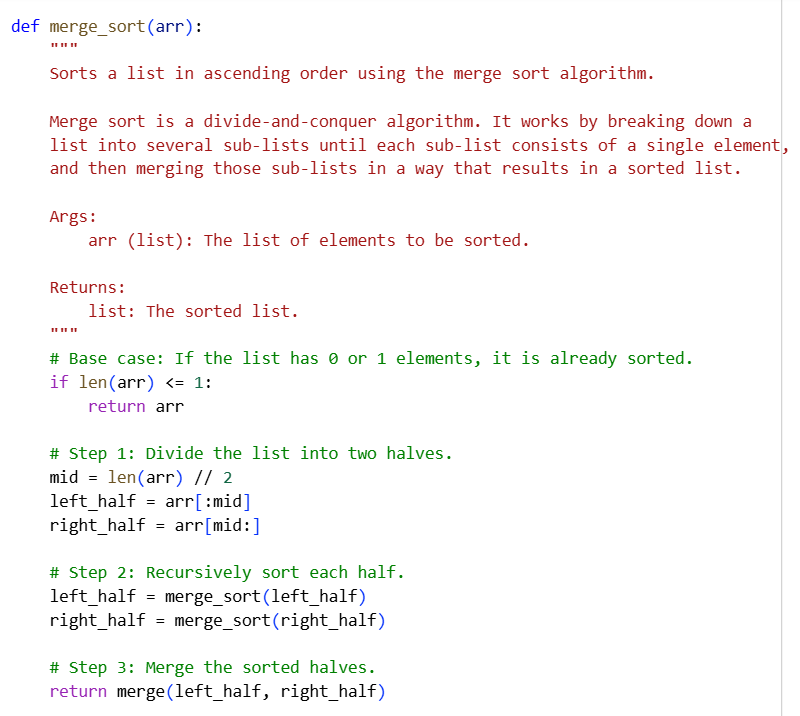 def merge_sort(arr):
    """
    Sorts a list in ascending order using the merge sort algorithm.

    Merge sort is a divide-and-conquer algorithm. It works by breaking down a
    list into several sub-lists until each sub-list consists of a single element,
    and then merging those sub-lists in a way that results in a sorted list.

    Args:
        arr (list): The list of elements to be sorted.

    Returns:
        list: The sorted list.
    """
    # Base case: If the list has 0 or 1 elements, it is already sorted.
    if len(arr) <= 1:
        return arr

    # Step 1: Divide the list into two halves.
    mid = len(arr) // 2
    left_half = arr[:mid]
    right_half = arr[mid:]

    # Step 2: Recursively sort each half.
    left_half = merge_sort(left_half)
    right_half = merge_sort(right_half)

    # Step 3: Merge the sorted halves.
    return merge(left_half, right_half)